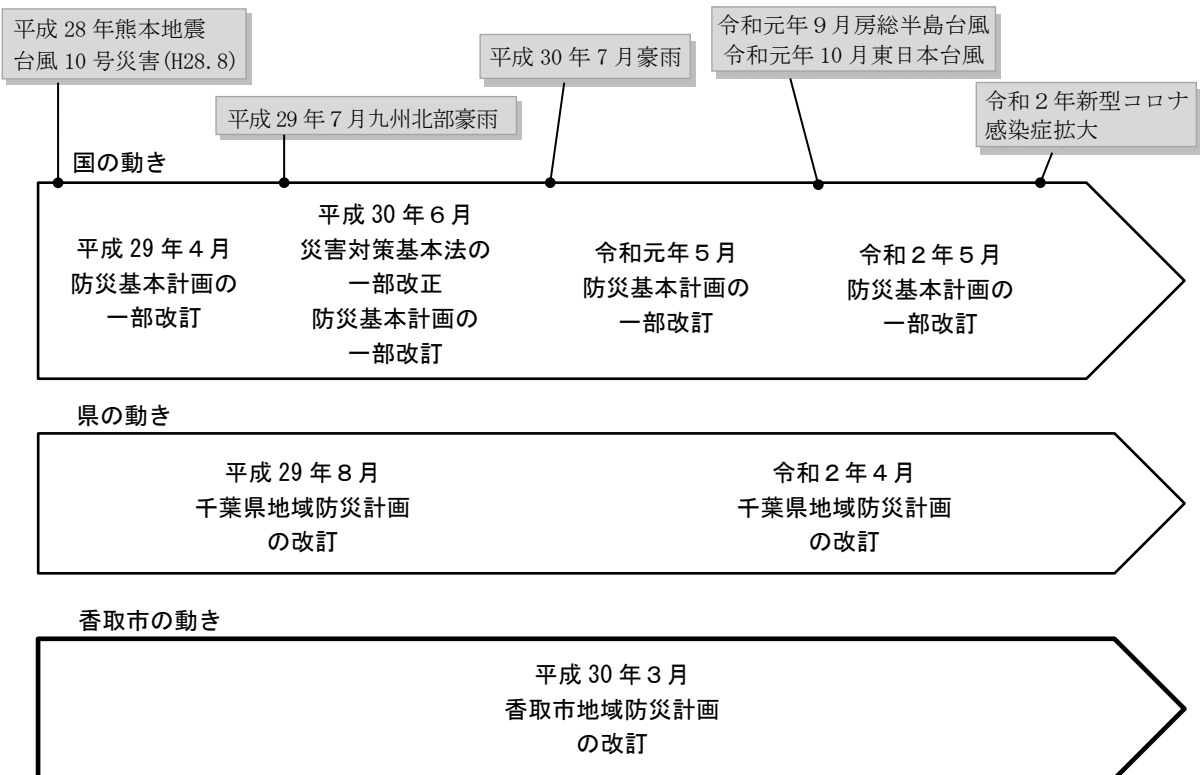 平成 28 年熊本地震
台風 10 号災害(H28.8)
平成 29 年７月九州北部豪雨
平成 30 年７月豪雨
令和元年９月房総半島台風
令和元年 10 月東日本台風
令和２年新型コロナ
感染症拡大
国の動き
平成 29 年４月
防災基本計画の
一部改訂
平成 30 年６月
災害対策基本法の
一部改正
防災基本計画の
一部改訂
令和元年５月
防災基本計画の
一部改訂
令和２年５月
防災基本計画の
一部改訂
県の動き
平成 29 年８月
千葉県地域防災計画
の改訂
令和２年４月
千葉県地域防災計画
の改訂
香取市の動き
平成 30 年３月
香取市地域防災計画
の改訂